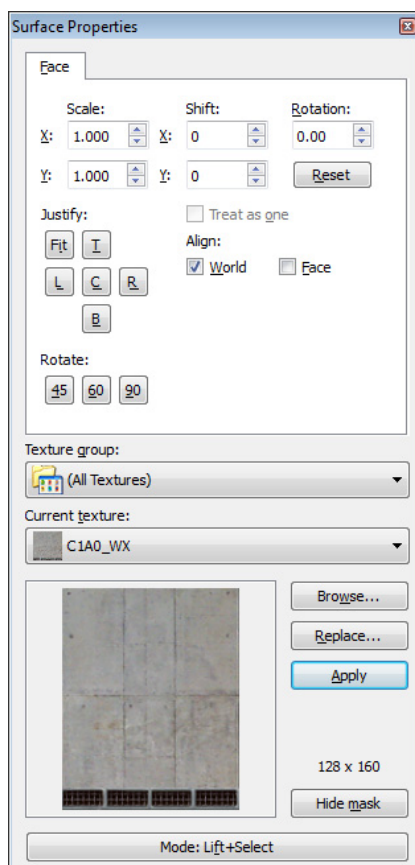 Surface Properties
Face
Scale: Shift: Rotation:
X: 1.000 X: 0 0.00
Y: 1.000 Y: 0 Reset
Justify: Treat as one
Fit T Align:
World Face
L C R
B
Rotate:
45 60 90
Texture group:
(All Textures)
Current texture:
C1A0_WX
Browse...
Replace...
Apply
128 x 160
Hide mask
Mode: Lift+Select